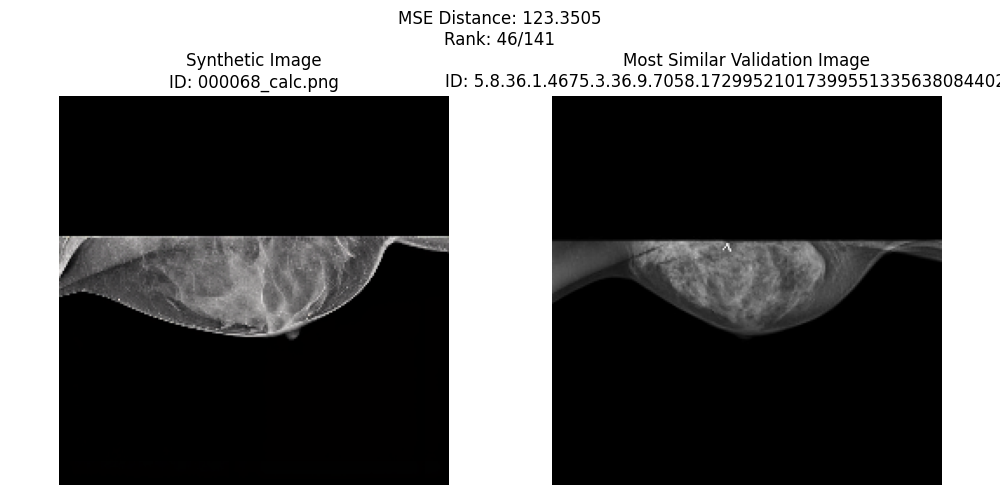 MSE Distance: 123.3505
Rank: 46/141
Synthetic Image
ID: 000068_calc.png
Most Similar Validation Image
ID: 5.8.36.1.4675.3.36.9.7058.17299521017399551335638084402